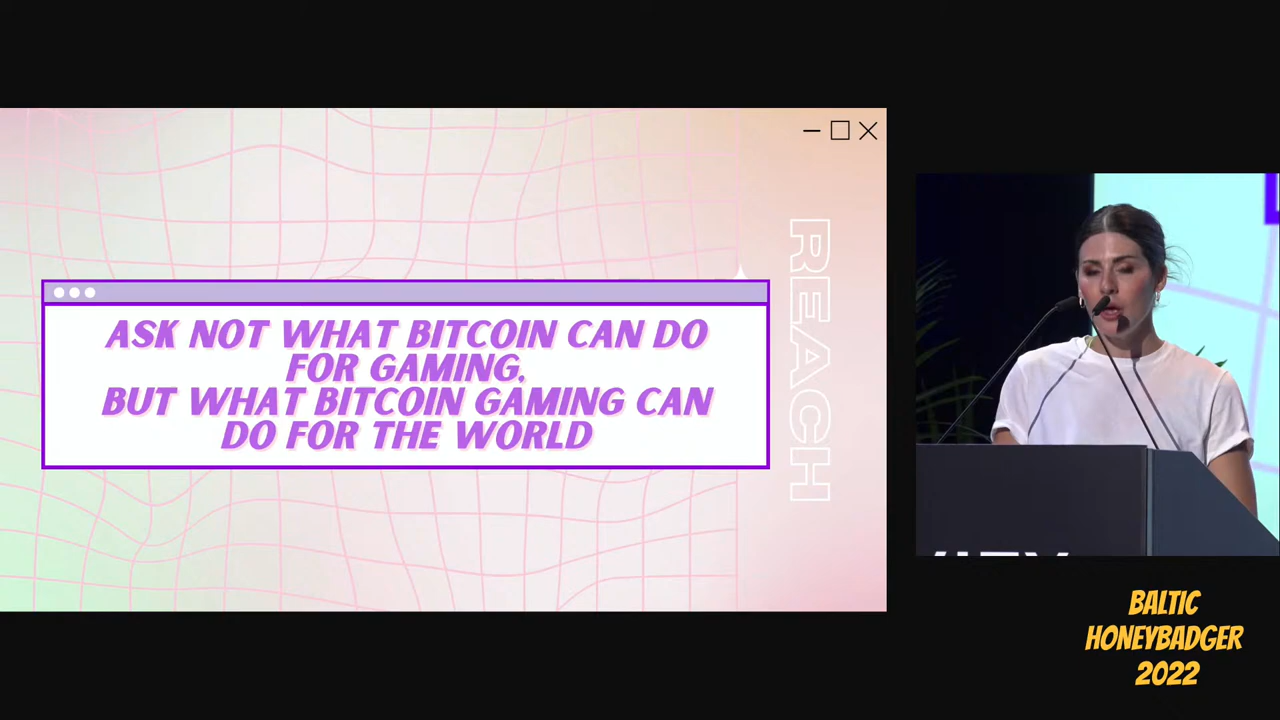 ASK NOT WHAT BITCOIN CAN DO
FOR GAMING,
BUT WHAT BITCOIN GAMING CAN
DO FOR THE WORLD
REACH
BALTIC
HONEYBADGER
2022